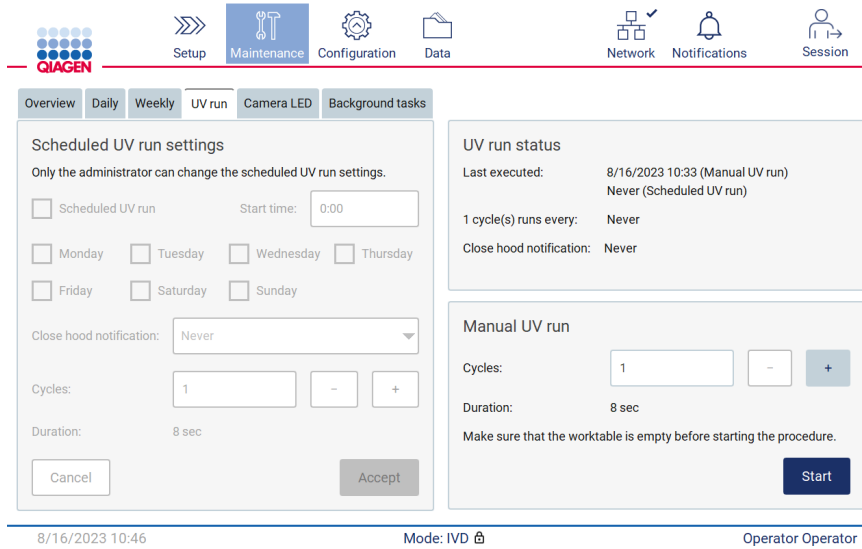 QIAGEN
Setup
Maintenance
Configuration
Data
Network
Notifications
Session
Overview
Daily
Weekly
UV run
Camera LED
Background tasks
Scheduled UV run settings
Only the administrator can change the scheduled UV run settings.
Scheduled UV run
Start time:
0:00
Monday
Tuesday
Wednesday
Thursday
Friday
Saturday
Sunday
Close hood notification:
Never
Cycles:
1
-
+
Duration:
8 sec
Cancel
Accept
UV run status
Last executed:
8/16/2023 10:33 (Manual UV run)
Never (Scheduled UV run)
1 cycle(s) runs every:
Never
Close hood notification:
Never
Manual UV run
Cycles:
1
-
+
Duration:
8 sec
Make sure that the worktable is empty before starting the procedure.
Start
8/16/2023 10:46
Mode: IVD
Operator Operator